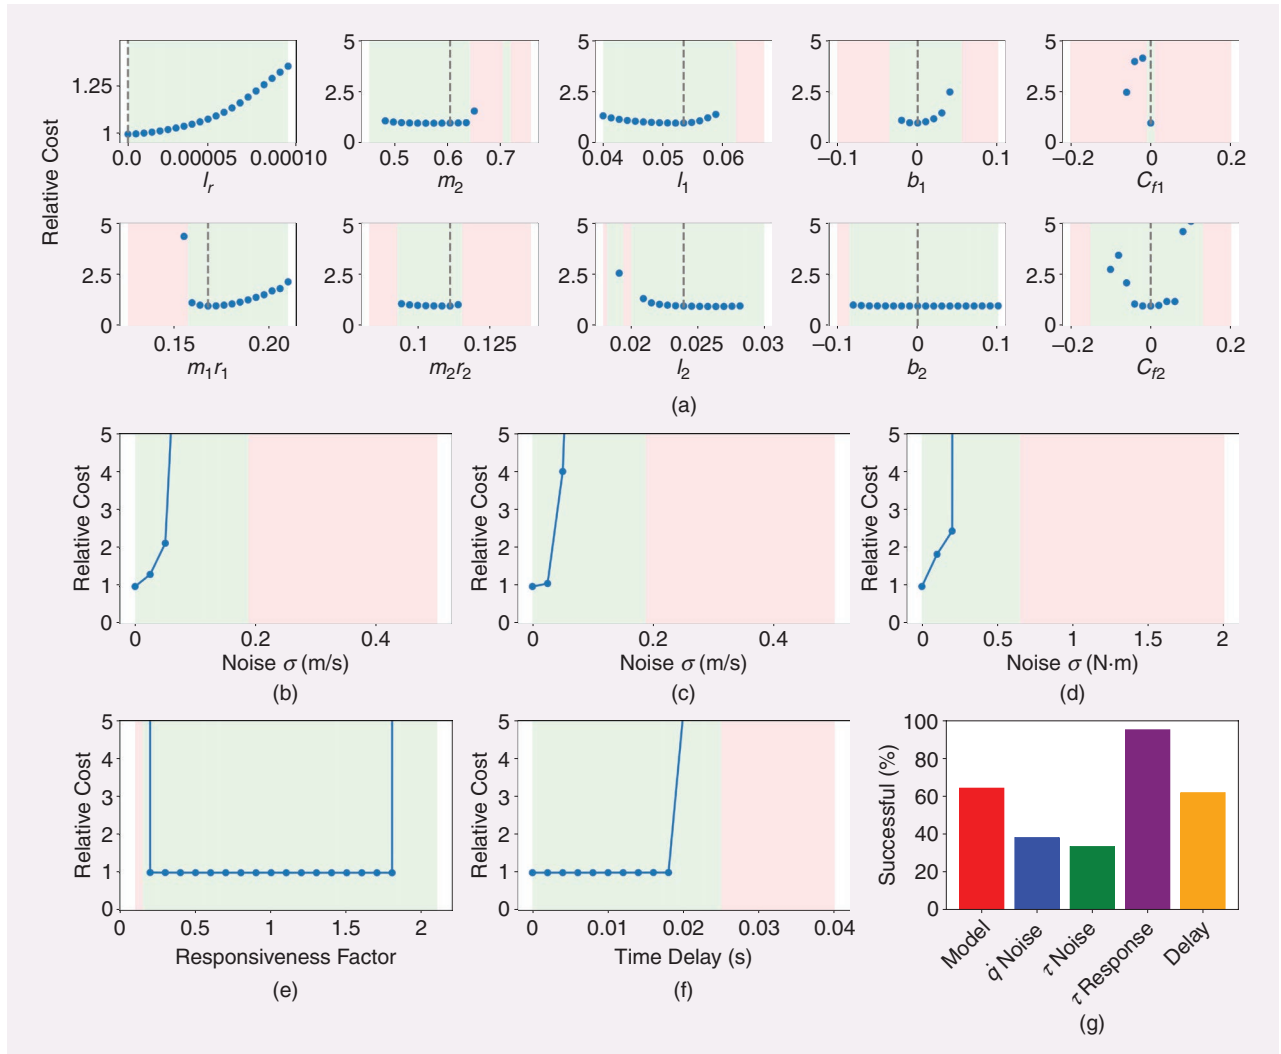 Relative Cost
1.25
1
0.0 0.00005 0.00010
I_r
5
2.5
0
0.5 0.6 0.7
m_2
5
2.5
0
0.04 0.05 0.06
l_1
5
2.5
0
−0.1 0 0.1
b_1
5
2.5
0
−0.2 0 0.2
C_f1
5
2.5
0
0.15 0.20
m_1r_1
5
2.5
0
0.1 0.125
m_2r_2
5
2.5
0
0.02 0.025 0.03
I_2
5
2.5
0
−0.1 0 0.1
b_2
5
2.5
0
−0.2 0 0.2
C_f2
(a)
Relative Cost
5
4
3
2
1
0
0 0.2 0.4
Noise σ (m/s)
(b)
Relative Cost
5
4
3
2
1
0
0 0.2 0.4
Noise σ (m/s)
(c)
Relative Cost
5
4
3
2
1
0
0 0.5 1 1.5 2
Noise σ (N·m)
(d)
Relative Cost
5
4
3
2
1
0
0 0.5 1 1.5 2
Responsiveness Factor
(e)
Relative Cost
5
4
3
2
1
0
0 0.01 0.02 0.03 0.04
Time Delay (s)
(f)
Successful (%)
100
80
60
40
20
0
Model
q̇ Noise
τ Noise
τ Response
Delay
(g)